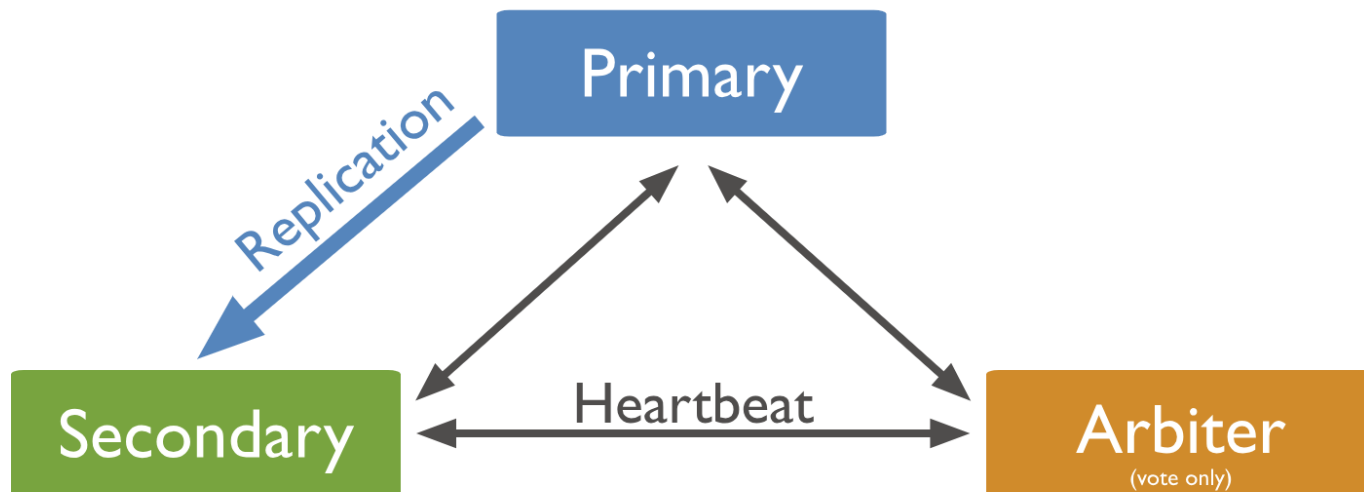 Primary
Replication
Heartbeat
Secondary
Arbiter
(vote only)